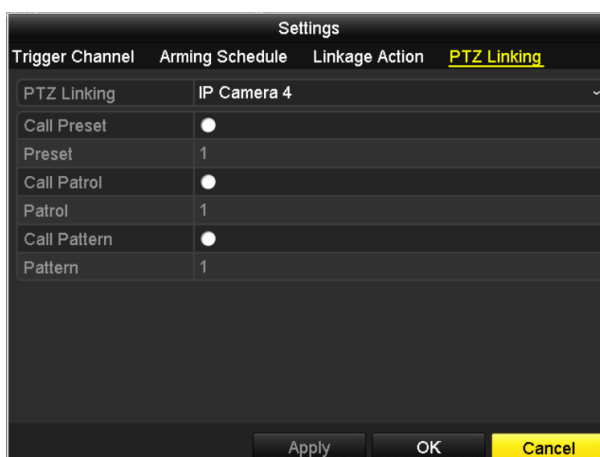 Settings
Trigger Channel Arming Schedule Linkage Action PTZ Linking
PTZ Linking IP Camera 4
Call Preset
Preset 1
Call Patrol
Patrol 1
Call Pattern
Pattern 1
Apply OK Cancel